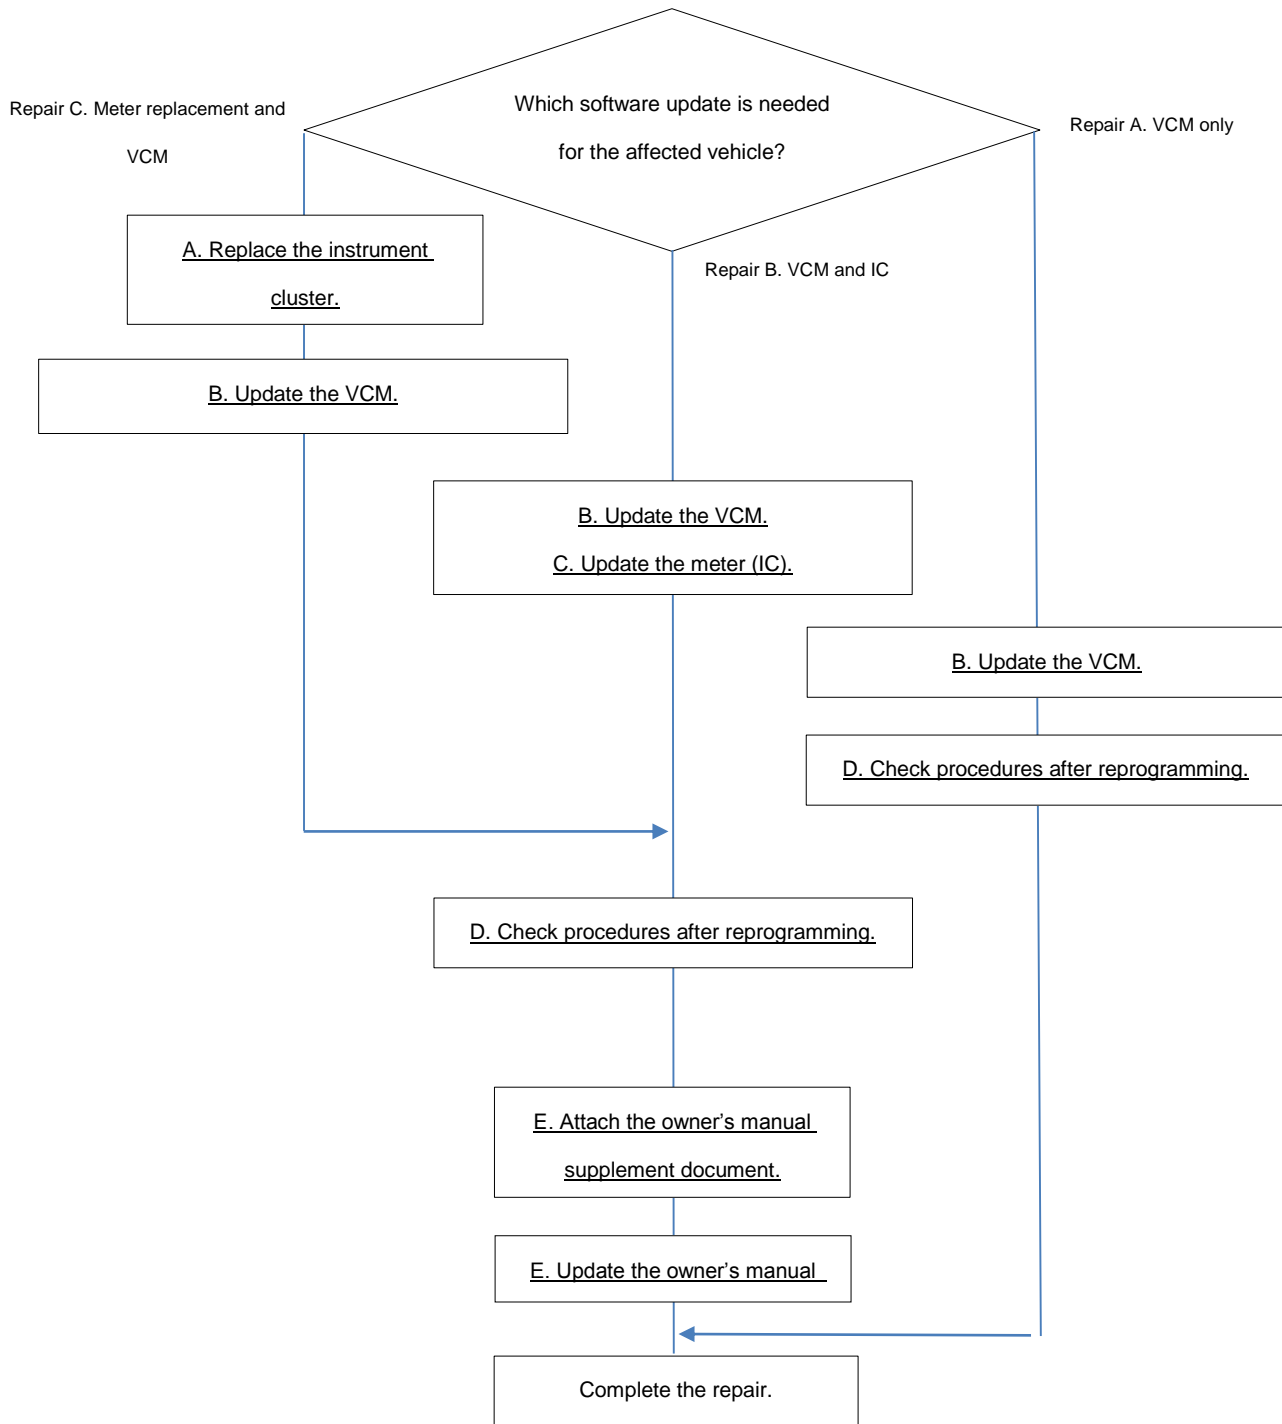 Which software update is needed
for the affected vehicle?
Repair C. Meter replacement and
VCM
Repair A. VCM only
A. Replace the instrument
cluster.
Repair B. VCM and IC
B. Update the VCM.
B. Update the VCM.
C. Update the meter (IC).
B. Update the VCM.
D. Check procedures after reprogramming.
D. Check procedures after reprogramming.
E. Attach the owner’s manual
supplement document.
E. Update the owner’s manual
Complete the repair.